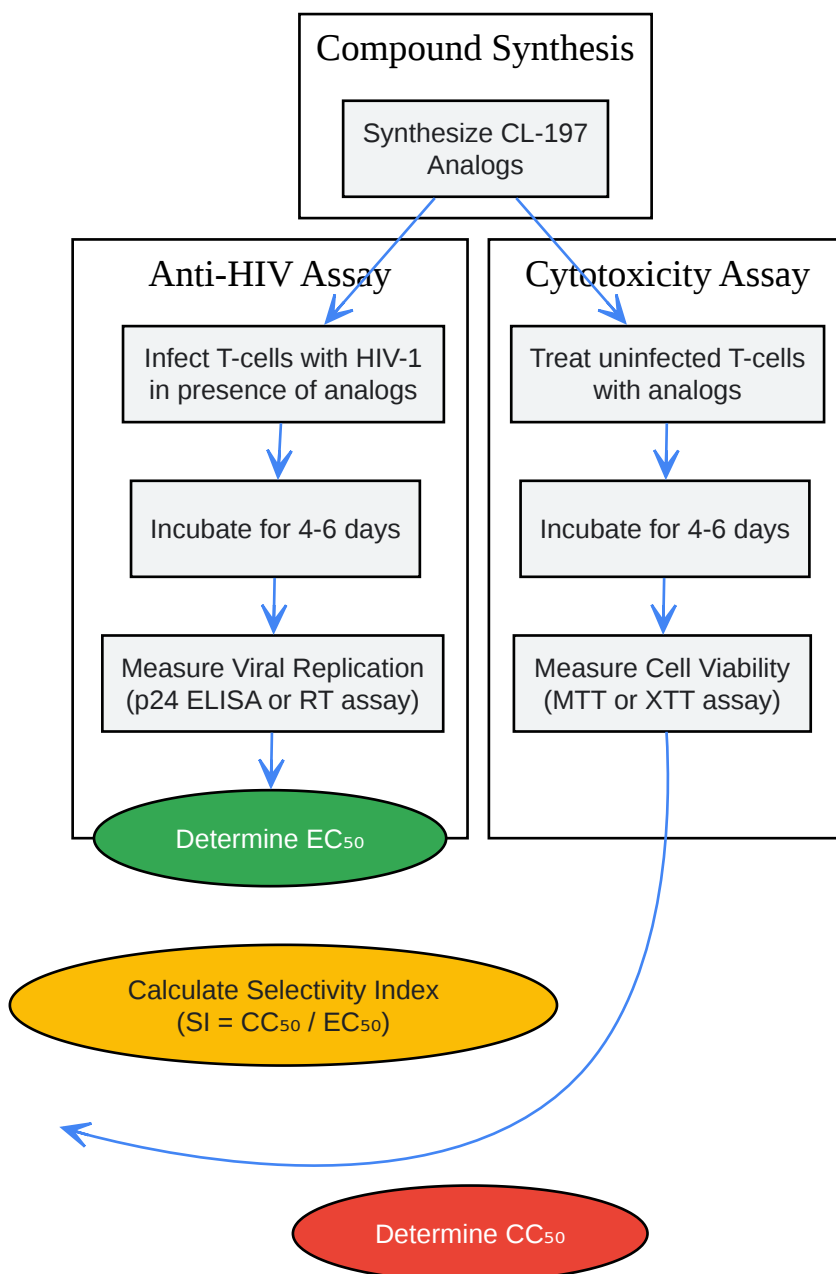 Compound Synthesis
Synthesize CL-197
Analogs
Anti-HIV Assay
Infect T-cells with HIV-1
in presence of analogs
Incubate for 4-6 days
Measure Viral Replication
(p24 ELISA or RT assay)
Determine EC₅₀
Cytotoxicity Assay
Treat uninfected T-cells
with analogs
Incubate for 4-6 days
Measure Cell Viability
(MTT or XTT assay)
Calculate Selectivity Index
(SI = CC₅₀ / EC₅₀)
Determine CC₅₀